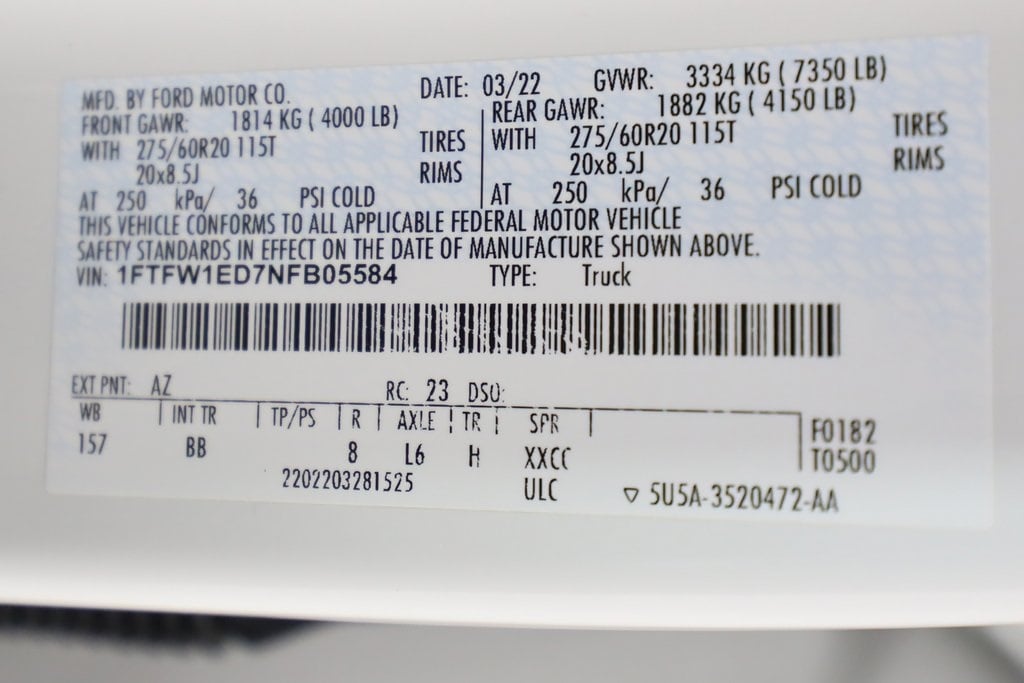 MFD. BY FORD MOTOR CO. DATE: 03/22 GVWR: 3334 KG ( 7350 LB)
FRONT GAWR: 1814 KG ( 4000 LB) REAR GAWR: 1882 KG ( 4150 LB)
WITH 275/60R20 115T TIRES WITH 275/60R20 115T TIRES
20x8.5J RIMS 20x8.5J RIMS
AT 250 kPa/ 36 PSI COLD AT 250 kPa/ 36 PSI COLD
THIS VEHICLE CONFORMS TO ALL APPLICABLE FEDERAL MOTOR VEHICLE
SAFETY STANDARDS IN EFFECT ON THE DATE OF MANUFACTURE SHOWN ABOVE.
VIN: 1FTFW1ED7NFB05584 TYPE: Truck
EXT PNT: AZ RC: 23 DSO:
WB INT TR TP/PS R AXLE TR SPR F0182
157 BB 8 L6 H XXCC T0500
2202203281525 ULC ▽ 5U5A-3520472-AA